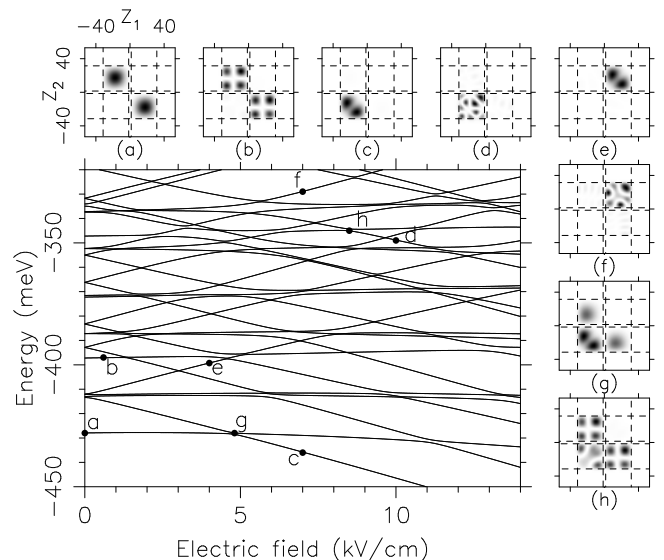 −40 Z1 40
−40 Z2 40
(a) (b) (c) (d) (e)
f
h
d
b
e
a
g
c
(f)
(g)
(h)
−350
−400
−450
Energy (meV)
0 5 10
Electric field (kV/cm)